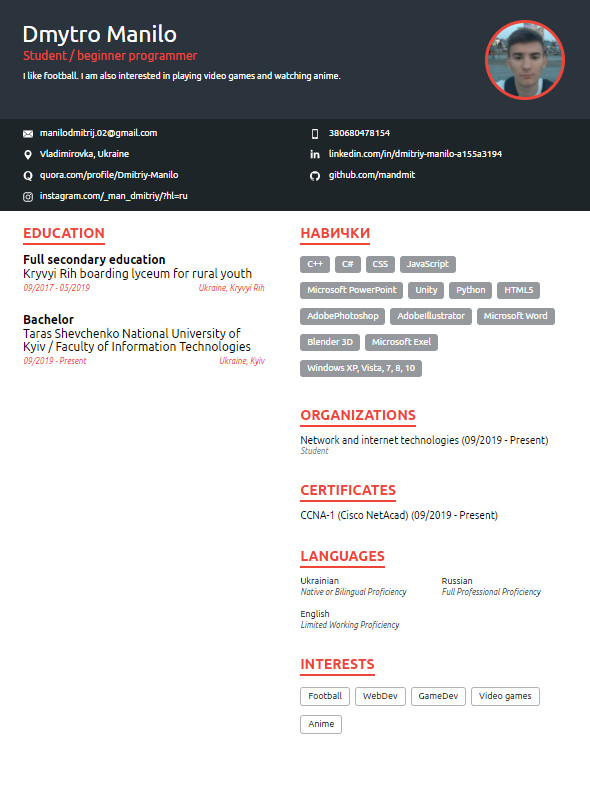 Dmytro Manilo
Student / beginner programmer
I like football. I am also interested in playing video games and watching anime.
manilodmitrij.02@gmail.com
380680478154
Vladimirovka, Ukraine
linkedin.com/in/dmitriy-manilo-a155a3194
quora.com/profile/Dmitriy-Manilo
github.com/mandmit
instagram.com/_man_dmitriy/?hl=ru
EDUCATION
Full secondary education
Kryvyi Rih boarding lyceum for rural youth
09/2017 - 05/2019 Ukraine, Kryvyi Rih
Bachelor
Taras Shevchenko National University of
Kyiv / Faculty of Information Technologies
09/2019 - Present Ukraine, Kyiv
НАВИЧКИ
C++ C# CSS JavaScript
Microsoft PowerPoint Unity Python HTML5
AdobePhotoshop AdobeIllustrator Microsoft Word
Blender 3D Microsoft Exel
Windows XP, Vista, 7, 8, 10
ORGANIZATIONS
Network and internet technologies (09/2019 - Present)
Student
CERTIFICATES
CCNA-1 (Cisco NetAcad) (09/2019 - Present)
LANGUAGES
Ukrainian Russian
Native or Bilingual Proficiency Full Professional Proficiency
English
Limited Working Proficiency
INTERESTS
Football WebDev GameDev Video games
Anime